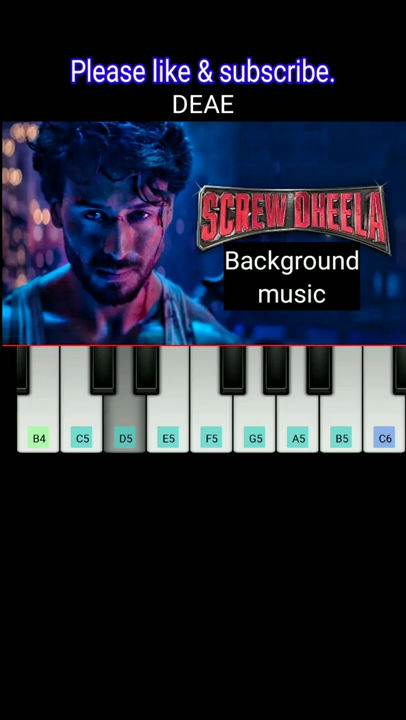 Please like & subscribe.
DEAE
SCREW DHEELA
Background
music
B4 C5 D5 E5 F5 G5 A5 B5 C6